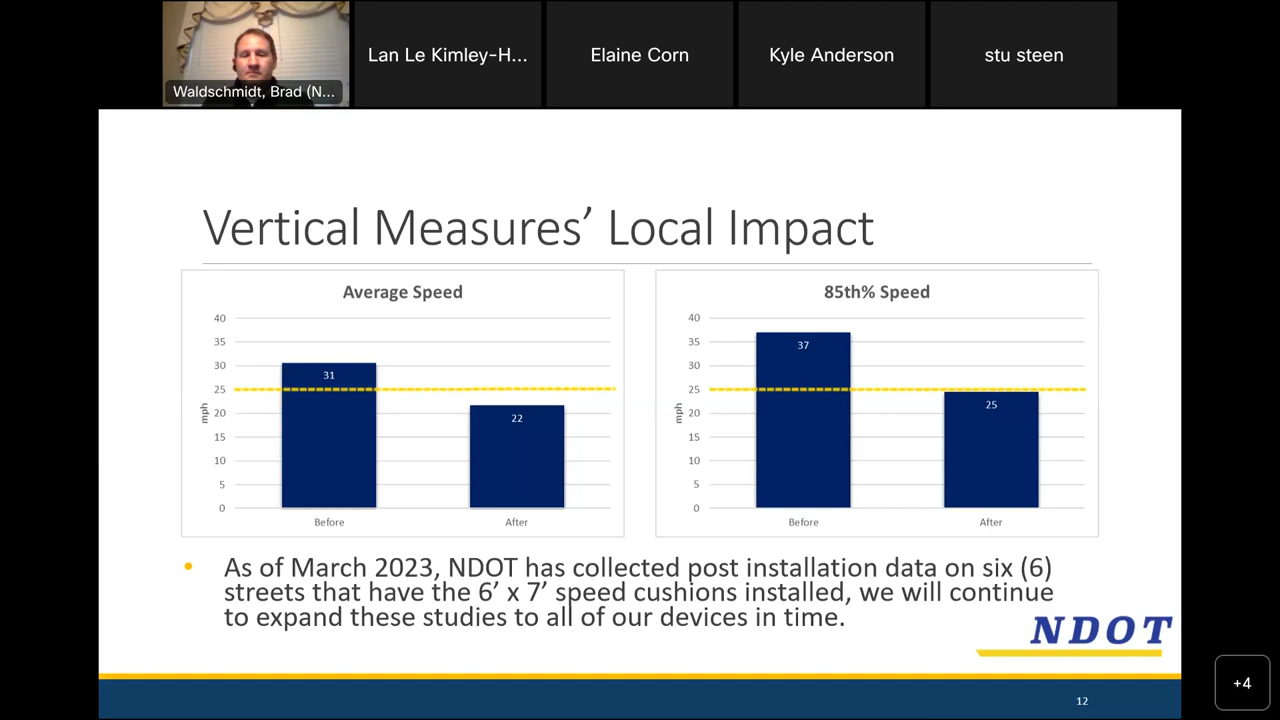 Waldschmidt, Brad (N...
Lan Le Kimley-H...
Elaine Corn
Kyle Anderson
stu steen
Vertical Measures’ Local Impact
Average Speed
40
35
30
25
20
15
10
5
0
mph
31
22
Before
After
85th% Speed
40
35
30
25
20
15
10
5
0
mph
37
25
Before
After
• As of March 2023, NDOT has collected post installation data on six (6)
streets that have the 6’ x 7’ speed cushions installed, we will continue
to expand these studies to all of our devices in time.
NDOT
12
+4